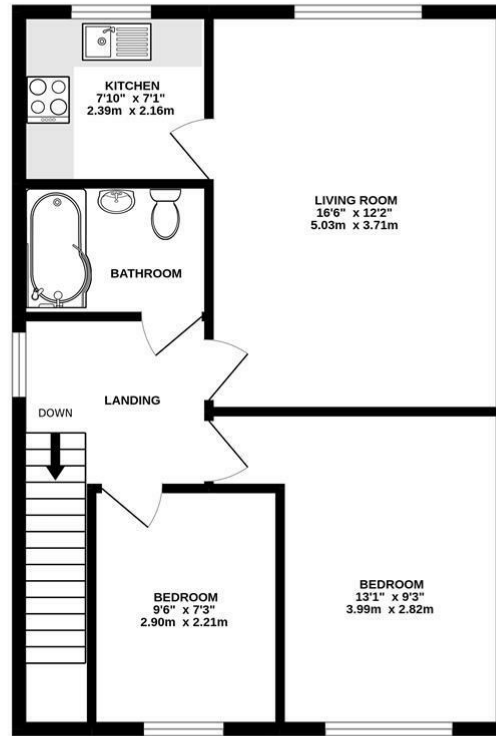 KITCHEN
7'10" x 7'1"
2.39m x 2.16m
LIVING ROOM
16'6" x 12'2"
5.03m x 3.71m
BATHROOM
LANDING
DOWN
BEDROOM
9'6" x 7'3"
2.90m x 2.21m
BEDROOM
13'1" x 9'3"
3.99m x 2.82m